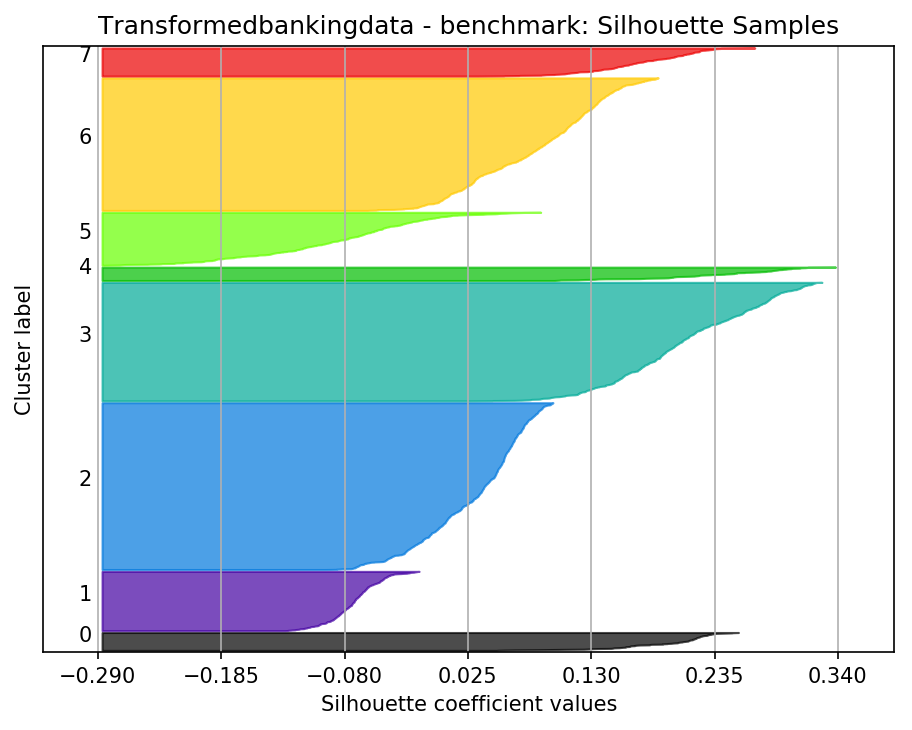 Transformedbankingdata - benchmark: Silhouette Samples
7
6
5
4
3
2
1
0
Cluster label
−0.290 −0.185 −0.080 0.025 0.130 0.235 0.340
Silhouette coefficient values